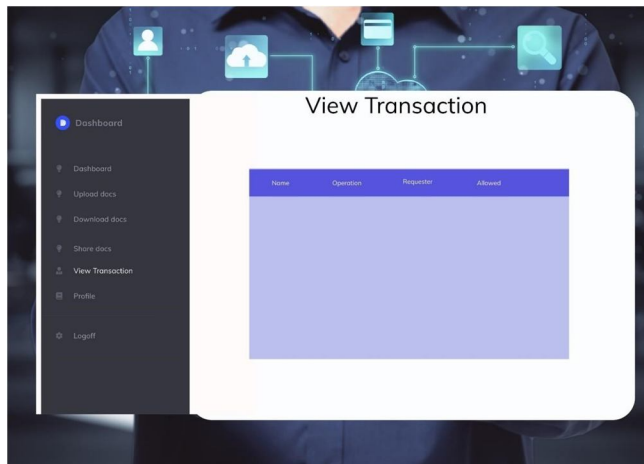 View Transaction
D Dashboard
Dashboard
Upload docs
Download docs
Share docs
View Transaction
Profile
Logoff
Name Operation Requester Allowed